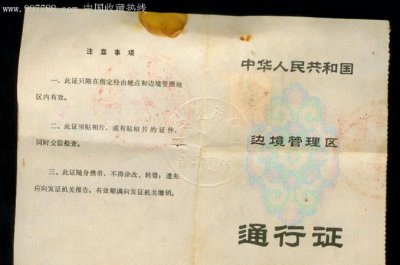 www.997788.com 中国收藏热线
注意事项
一、此证只限在指定经由地点和边境管理地
区内有效。
二、此证须贴相片，或有贴相片的证件，
同时交验检查。
三、此证随身携带，不得涂改、转借；遗失
应向发证机关报告，有效期满向发证机关缴销。
中华人民共和国
边境管理区
通行证